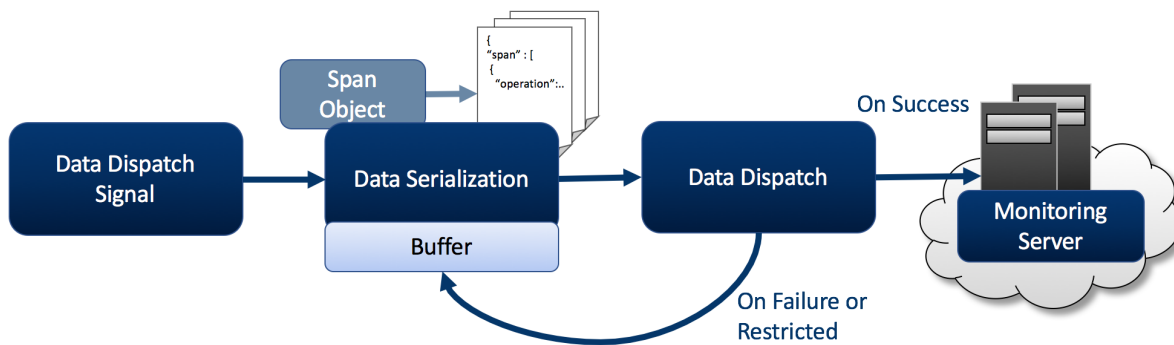 {
“span” : [
{
“operation":..
Span
Object
On Success
Data Dispatch
Signal
Data Serialization
Data Dispatch
Buffer
Monitoring
Server
On Failure or
Restricted